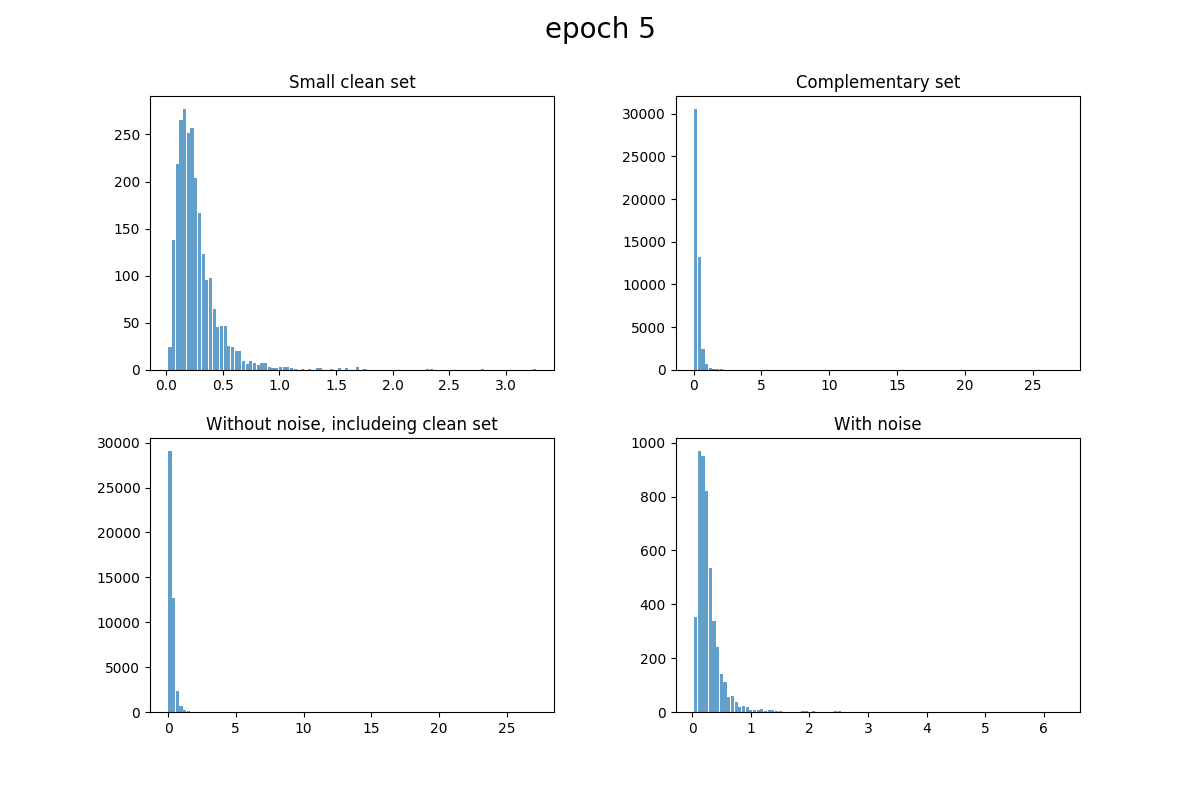 epoch 5
Small clean set
Complementary set
250
200
150
100
50
0
0.0 0.5 1.0 1.5 2.0 2.5 3.0
30000
25000
20000
15000
10000
5000
0
0 5 10 15 20 25
Without noise, includeing clean set
With noise
30000
25000
20000
15000
10000
5000
0
0 5 10 15 20 25
1000
800
600
400
200
0
0 1 2 3 4 5 6